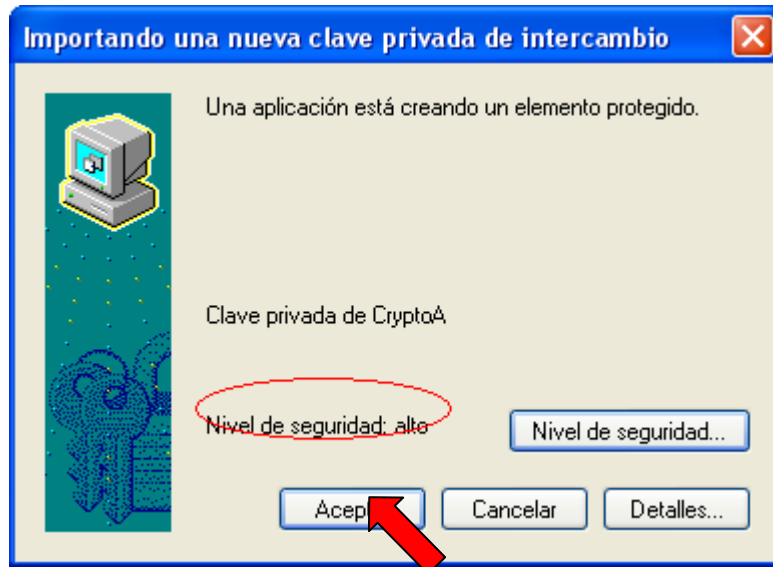 Importando una nueva clave privada de intercambio
Una aplicación está creando un elemento protegido.
Clave privada de CryptoA
Nivel de seguridad: alto
Nivel de seguridad...
Cancelar
Detalles...